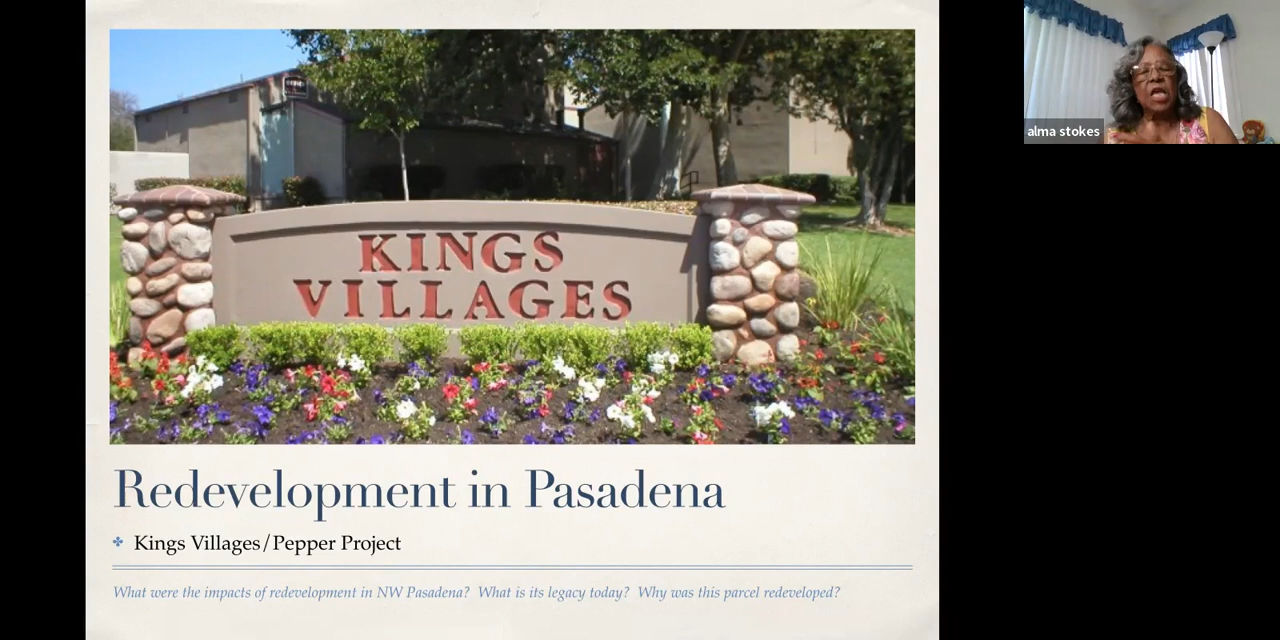 KINGS
VILLAGES
alma stokes
Redevelopment in Pasadena
Kings Villages/Pepper Project
What were the impacts of redevelopment in NW Pasadena? What is its legacy today? Why was this parcel redeveloped?